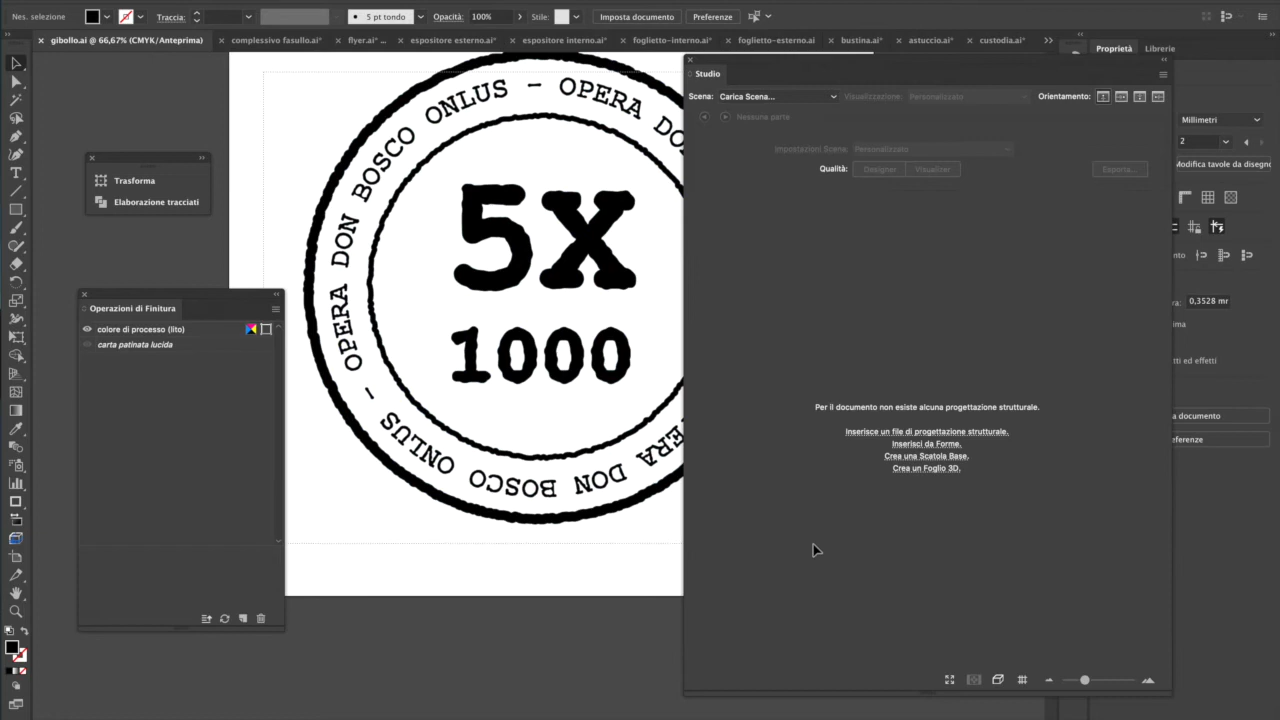 Nes. selezione
Traccia:
5 pt tondo
Opacità:
100%
Stile:
Imposta documento
Preferenze
gibollo.ai @ 66,67% (CMYK/Anteprima)
complessivo fasullo.ai*
flyer.ai* ...
espositore esterno.ai*
espositore interno.ai*
foglietto-interno.ai*
foglietto-esterno.ai
bustina.ai*
astuccio.ai*
custodia.ai*
Proprietà
Librerie
Studio
Scena:
Carica Scena...
Visualizzazione:
Personalizzato
Orientamento:
Nessuna parte
Impostazioni Scene:
Personalizzato
Qualità:
Designer
Visualiser
Esporta...
Millimetri
2
Modifica tavole da disegno
Trasforma
Elaborazione tracciati
OPERA DON BOSCO ONLUS - OPERA DO
5X
1000
- OPERA DON BOSCO ONLUS -
Operazioni di Finitura
colore di processo (lito)
carta patinata lucida
0,3528 mm
Per il documento non esiste alcuna progettazione strutturale.
Inserisce un file di progettazione strutturale.
Inserisci da Forme.
Crea una Scatola Base.
Crea un Foglio 3D.